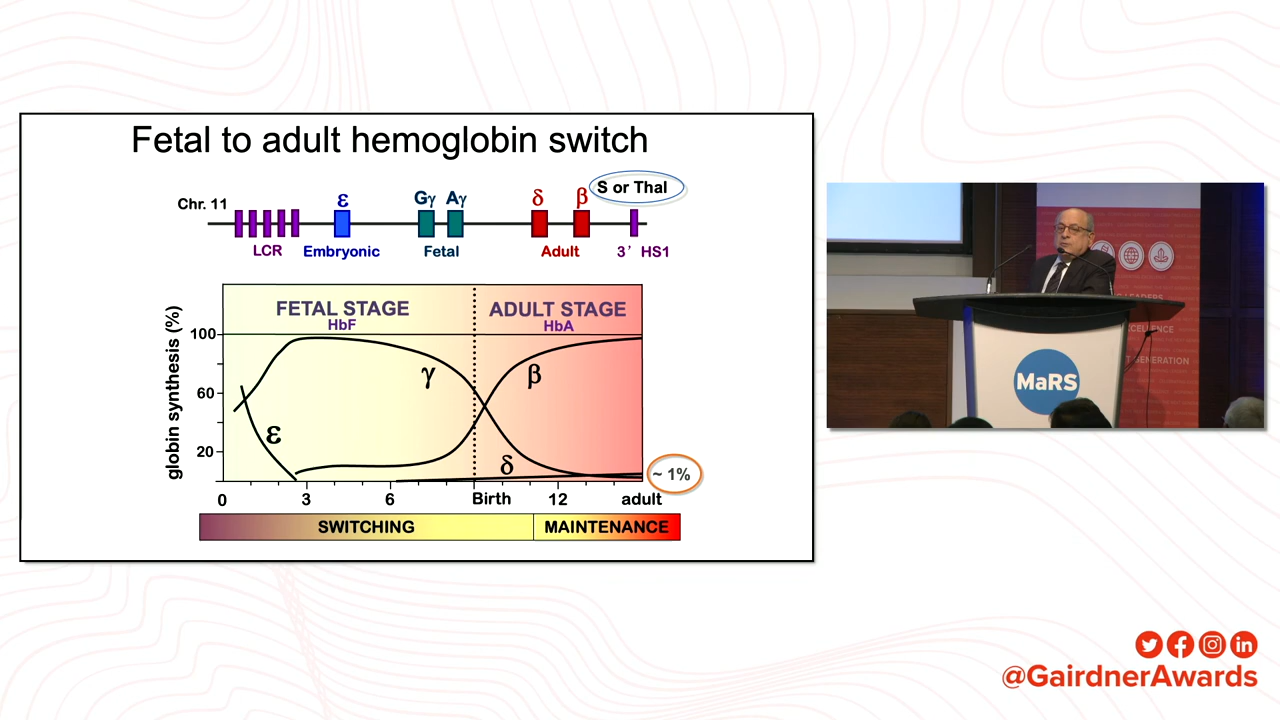 Fetal to adult hemoglobin switch
S or Thal
Chr. 11
ε
Gγ Aγ
δ β
LCR
Embryonic
Fetal
Adult
3’ HS1
globin synthesis (%)
FETAL STAGE
HbF
ADULT STAGE
HbA
100
60
20
γ
β
ε
δ
~ 1%
0 3 6 Birth 12 adult
SWITCHING
MAINTENANCE
MaRS
GENERATION
@GairdnerAwards